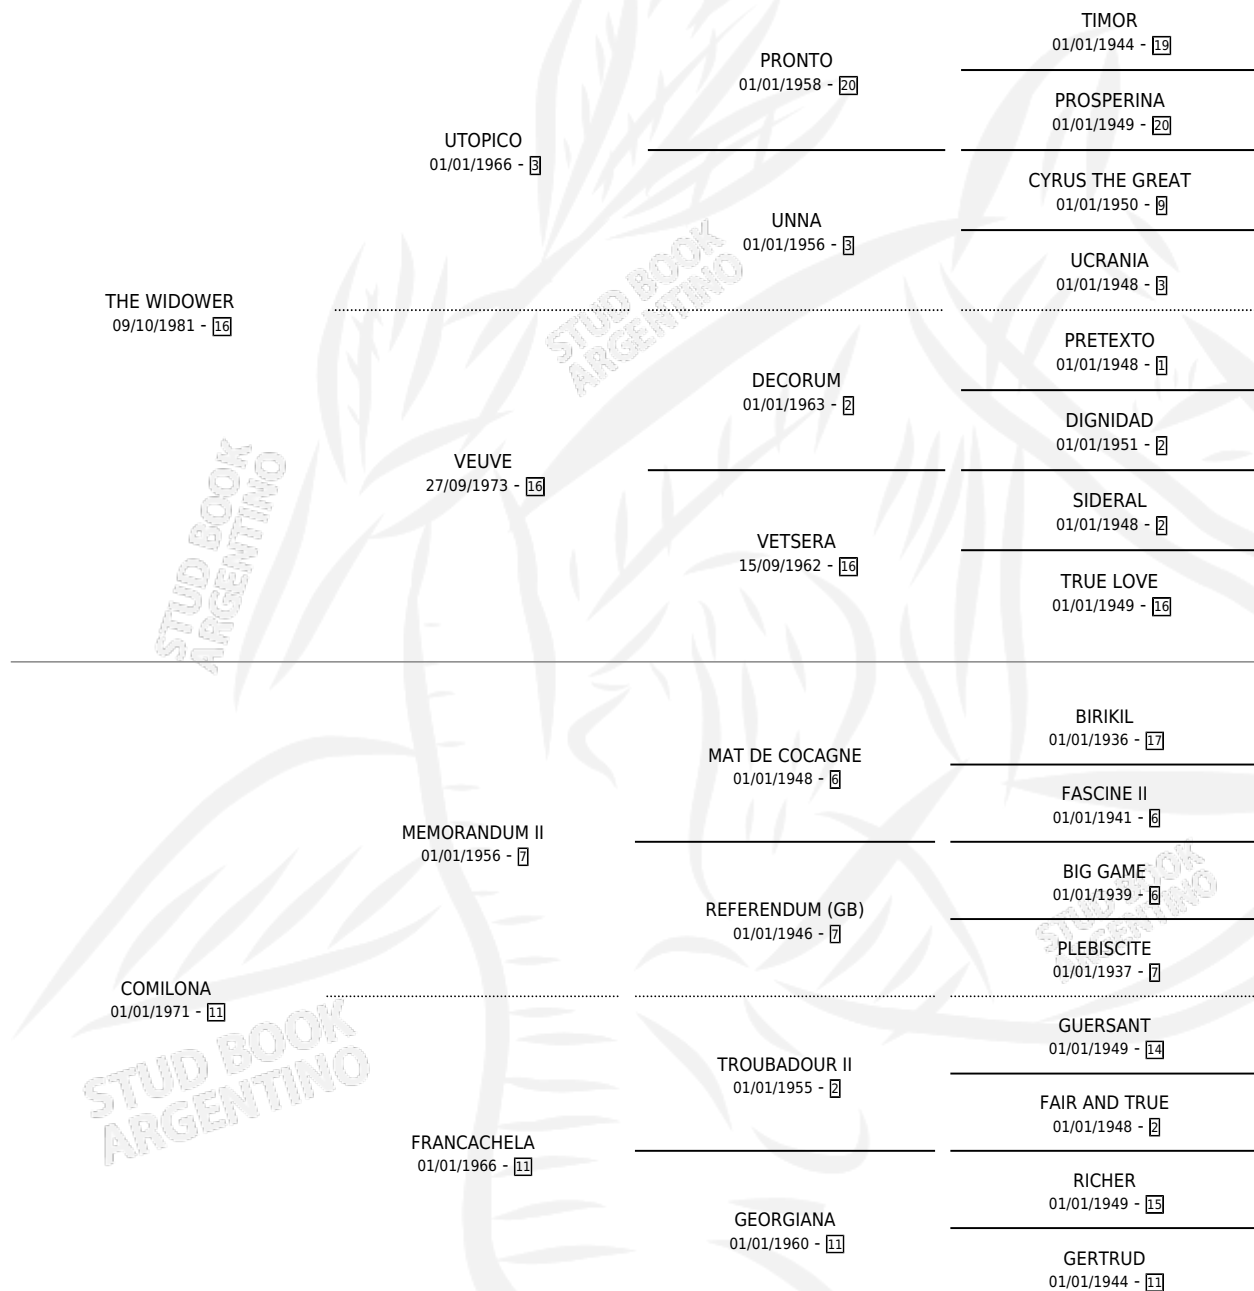 TIMOR
01/01/1944 - 19
PRONTO
01/01/1958 - 20
PROSPERINA
01/01/1949 - 20
UTOPICO
01/01/1966 - 3
CYRUS THE GREAT
01/01/1950 - 9
UNNA
01/01/1956 - 3
UCRANIA
01/01/1948 - 3
THE WIDOWER
09/10/1981 - 16
PRETEXTO
01/01/1948 - 1
DECORUM
01/01/1963 - 2
DIGNIDAD
01/01/1951 - 2
VEUVE
27/09/1973 - 16
SIDERAL
01/01/1948 - 2
VETSERA
15/09/1962 - 16
TRUE LOVE
01/01/1949 - 16
BIRIKIL
01/01/1936 - 17
MAT DE COCAGNE
01/01/1948 - 6
FASCINE II
01/01/1941 - 6
MEMORANDUM II
01/01/1956 - 7
BIG GAME
01/01/1939 - 6
REFERENDUM (GB)
01/01/1946 - 7
PLEBISCITE
01/01/1937 - 7
COMILONA
01/01/1971 - 11
GUERSANT
01/01/1949 - 14
TROUBADOUR II
01/01/1955 - 2
FAIR AND TRUE
01/01/1948 - 2
FRANCACHELA
01/01/1966 - 11
RICHER
01/01/1949 - 15
GEORGIANA
01/01/1960 - 11
GERTRUD
01/01/1944 - 11
STUD BOOK
ARGENTINO
STUD BOOK
ARGENTINO
STUD BOOK
ARGENTINO
STUD BOOK
ARGENTINO